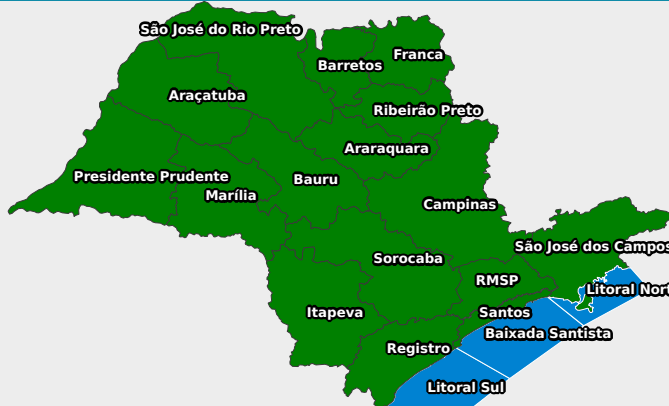 São José do Rio Preto
Franca
Barretos
Araçatuba
Ribeirão Preto
Araraquara
Presidente Prudente
Bauru
Marília
Campinas
São José dos Campos
Sorocaba
RMSP
Litoral Nort
Itapeva
Santos
Baixada Santista
Registro
Litoral Sul